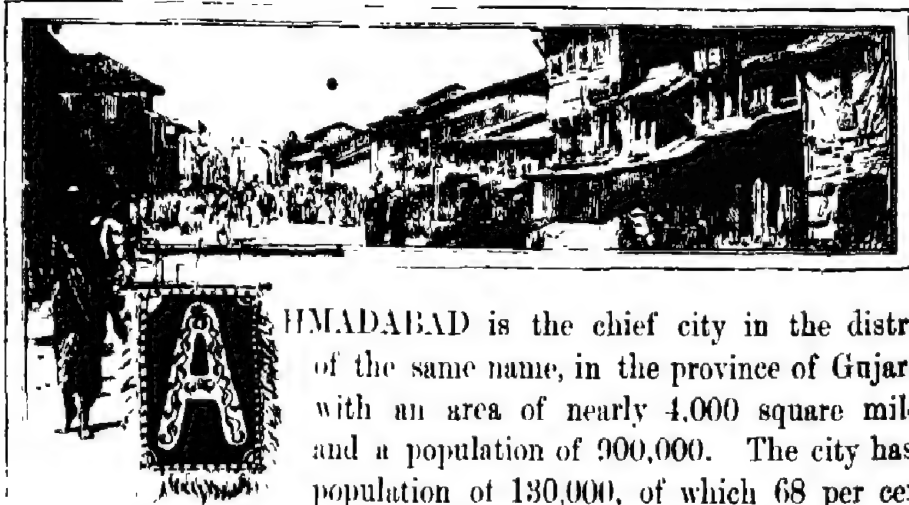 AHMADABAD is the chief city in the distr
of the same name, in the province of Gujar
with an area of nearly 4,000 square mil
and a population of 900,000. The city has
population of 130,000, of which 68 per ce